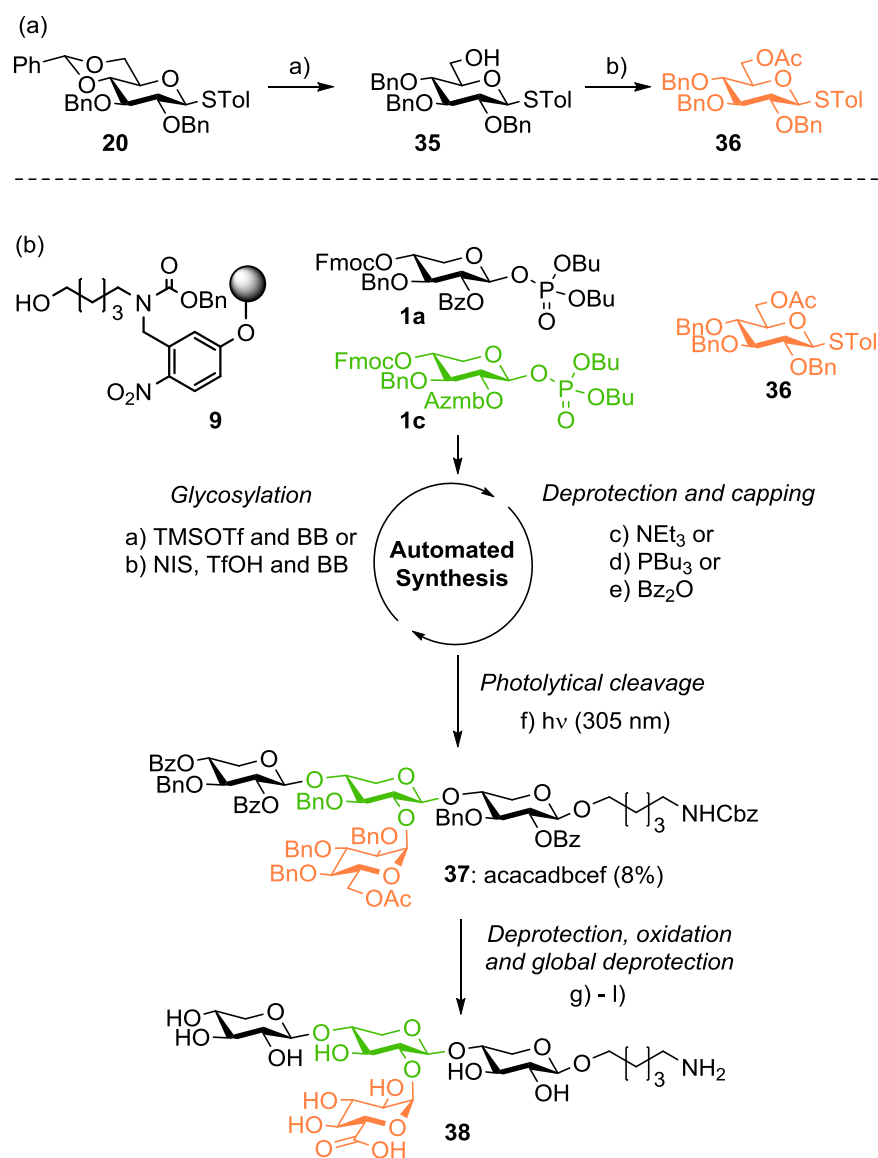 (a)
Ph O O O BnO STol OBn
20
a)
OH BnO O BnO STol OBn
35
b)
OAc BnO O BnO STol OBn
36
(b)
HO ( )3 N O OBn O NO2
9
FmocO O BnO BzO O P OBu OBu O
1a
FmocO O BnO AzmbO O P OBu OBu O
1c
OAc BnO O BnO STol OBn
36
Glycosylation
a) TMSOTf and BB or
b) NIS, TfOH and BB
Automated
Synthesis
Deprotection and capping
c) NEt3 or
d) PBu3 or
e) Bz2O
Photolytical cleavage
f) hν (305 nm)
BzO O BnO BzO O O BnO O O O BnO OBz O ( )3 NHCbz
BnO BnO BnO O OAc
37: acacadbcef (8%)
Deprotection, oxidation
and global deprotection
g) - l)
HO O HO OH O O HO O O O HO OH O ( )3 NH2
HO HO HO O O OH
38